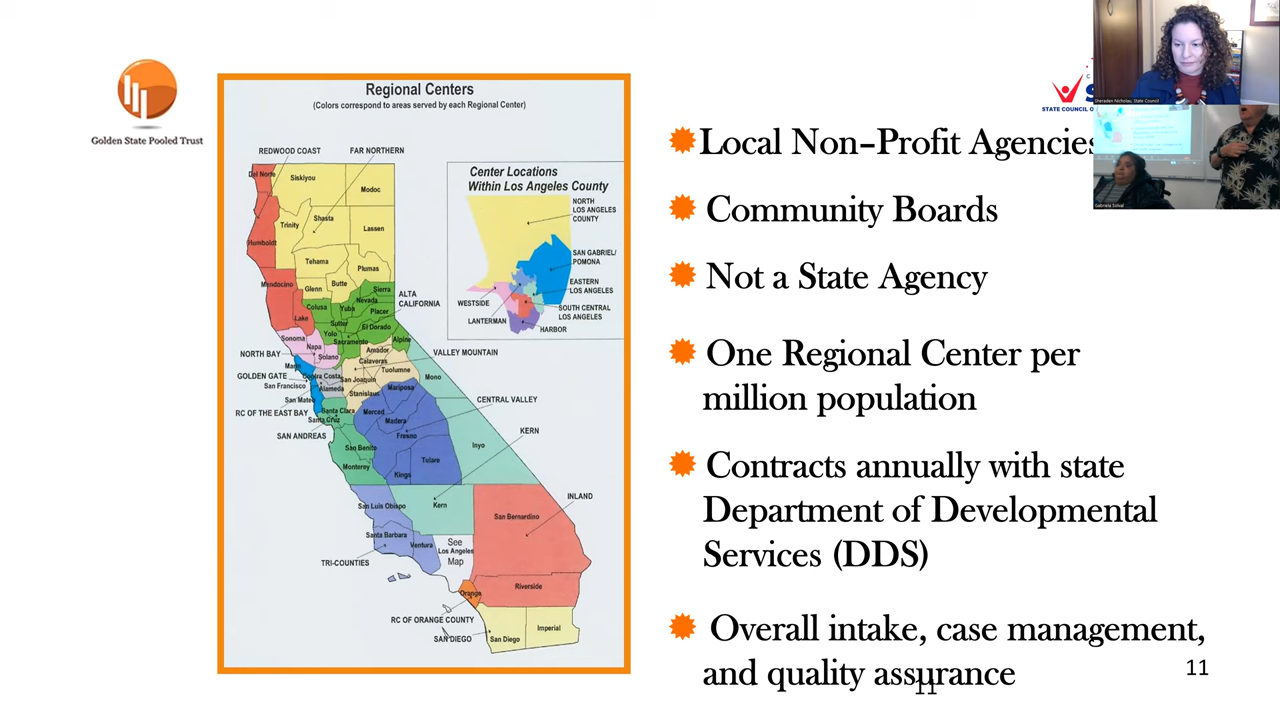 Golden State Pooled Trust
Regional Centers
(Colors correspond to areas served by each Regional Center)
REDWOOD COAST
FAR NORTHERN
Del Norte
Siskiyou
Modoc
Humboldt
Trinity
Shasta
Lassen
Tehama
Plumas
Mendocino
Glenn
Butte
Sierra
Nevada
Colusa
Yuba
Placer
Lake
Sutter
Yolo
El Dorado
Sacramento
Alpine
ALTA
CALIFORNIA
Sonoma
Napa
Solano
Amador
Calaveras
Tuolumne
San Joaquin
Stanislaus
Mono
NORTH BAY
VALLEY MOUNTAIN
GOLDEN GATE
San Francisco
Contra Costa
Alameda
San Mateo
RC OF THE EAST BAY
Santa Clara
Santa Cruz
SAN ANDREAS
Mariposa
Merced
Madera
CENTRAL VALLEY
Fresno
KERN
San Benito
Monterey
Kings
Tulare
Inyo
San Luis Obispo
Kern
San Bernardino
INLAND
Santa Barbara
Ventura
See
Los Angeles
Map
TRI-COUNTIES
Orange
Riverside
RC OF ORANGE COUNTY
SAN DIEGO
San Diego
Imperial
Center Locations
Within Los Angeles County
NORTH
LOS ANGELES
COUNTY
SAN GABRIEL/
POMONA
EASTERN
LOS ANGELES
WESTSIDE
SOUTH CENTRAL
LOS ANGELES
LANTERMAN
HARBOR
STATE COUNCIL
Local Non-Profit Agencies
Community Boards
Not a State Agency
One Regional Center per
million population
Contracts annually with state
Department of Developmental
Services (DDS)
Overall intake, case management,
and quality assurance
11
11